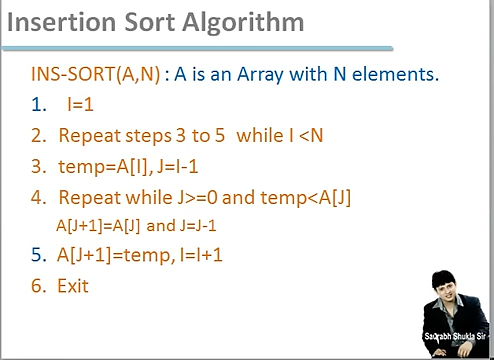 Insertion Sort Algorithm
INS-SORT(A,N) : A is an Array with N elements.
1. I=1
2. Repeat steps 3 to 5 while I <N
3. temp=A[I], J=I-1
4. Repeat while J>=0 and temp<A[J]
A[J+1]=A[J] and J=J-1
5. A[J+1]=temp, I=I+1
6. Exit
Saurabh Shukla Sir